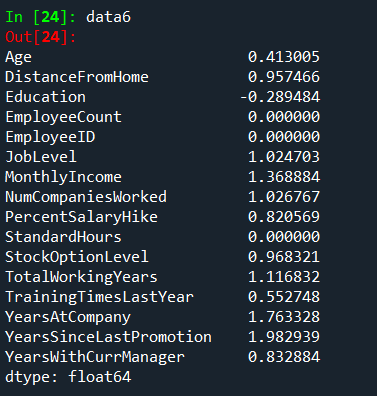 In [24]: data6
Out[24]:
Age 0.413005
DistanceFromHome 0.957466
Education -0.289484
EmployeeCount 0.000000
EmployeeID 0.000000
JobLevel 1.024703
MonthlyIncome 1.368884
NumCompaniesWorked 1.026767
PercentSalaryHike 0.820569
StandardHours 0.000000
StockOptionLevel 0.968321
TotalWorkingYears 1.116832
TrainingTimesLastYear 0.552748
YearsAtCompany 1.763328
YearsSinceLastPromotion 1.982939
YearsWithCurrManager 0.832884
dtype: float64